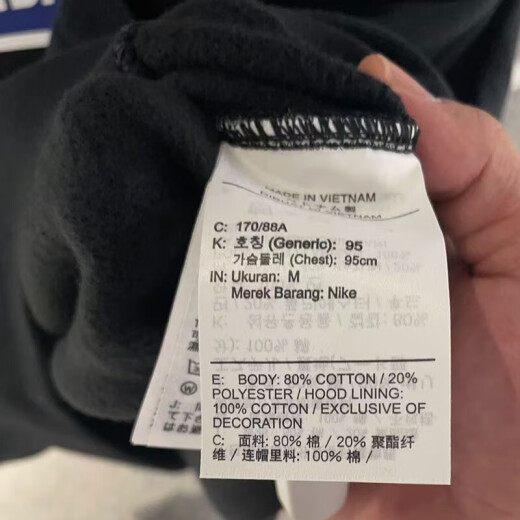 MADE IN VIETNAM
C: 170/88A
K: 호칭 (Generic): 95
가슴둘레 (Chest): 95cm
IN: Ukuran: M
Merek Barang: Nike
E: BODY: 80% COTTON / 20%
POLYESTER / HOOD LINING:
100% COTTON / EXCLUSIVE OF
DECORATION
C: 面料: 80% 棉 / 20% 聚酯纤
维 / 连帽里料: 100% 棉 /